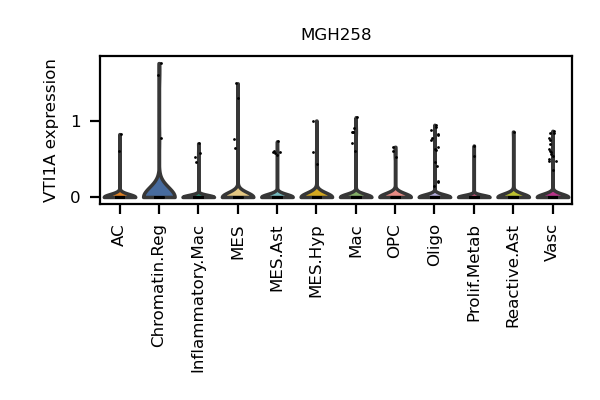 MGH258
VTI1A expression
1
0
AC
Chromatin.Reg
Inflammatory.Mac
MES
MES.Ast
MES.Hyp
Mac
OPC
Oligo
Prolif.Metab
Reactive.Ast
Vasc